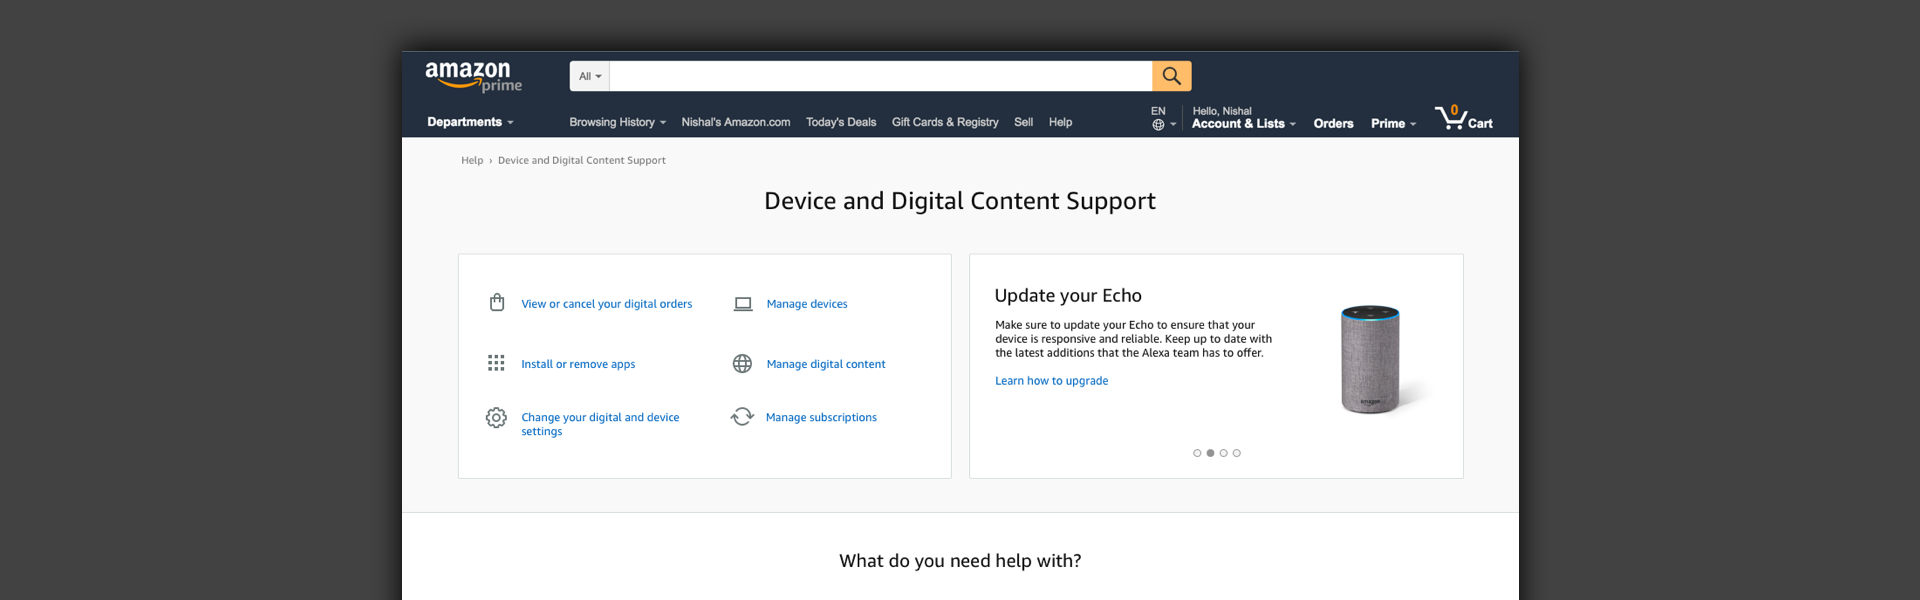 amazon
prime
All
Departments
Browsing History
Nishal's Amazon.com
Today's Deals
Gift Cards & Registry
Sell
Help
EN
Hello, Nishal
Account & Lists
Orders
Prime
0
Cart
Help › Device and Digital Content Support
Device and Digital Content Support
View or cancel your digital orders
Manage devices
Install or remove apps
Manage digital content
Change your digital and device
settings
Manage subscriptions
Update your Echo
Make sure to update your Echo to ensure that your
device is responsive and reliable. Keep up to date with
the latest additions that the Alexa team has to offer.
Learn how to upgrade
amazon
What do you need help with?